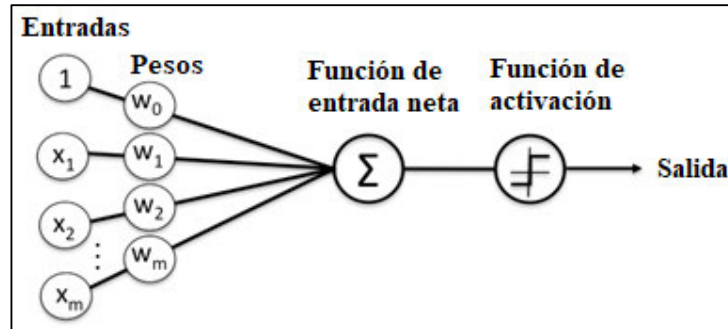 Entradas
Pesos
Función de
entrada neta
Función de
activación
1
w0
x1
w1
Σ
Salida
x2
w2
⋮
xm
wm